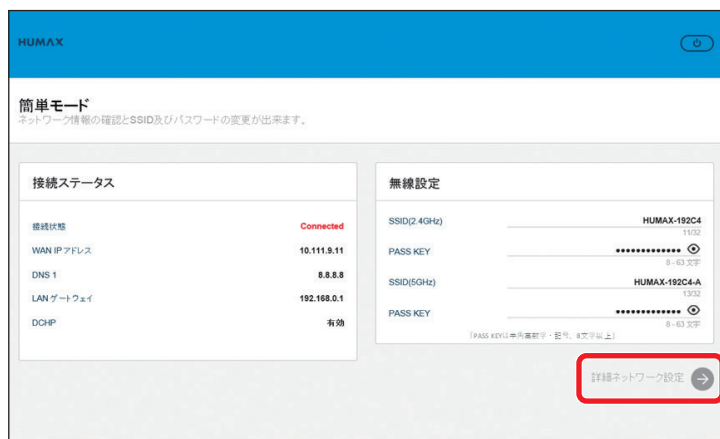 HUMAX
簡単モード
ネットワーク情報の確認とSSID及びパスワードの変更が出来ます。
接続ステータス
接続状態 Connected
WAN IP アドレス 10.111.9.11
DNS 1 8.8.8.8
LAN ゲートウェイ 192.168.0.1
DCHP 有効
無線設定
SSID(2.4GHz) HUMAX-192C4
11/32
PASS KEY •••••••••••••
8 - 63 文字
SSID(5GHz) HUMAX-192C4-A
13/32
PASS KEY •••••••••••••
8 - 63 文字
「PASS KEYは半角英数字・記号、8文字以上」
詳細ネットワーク設定